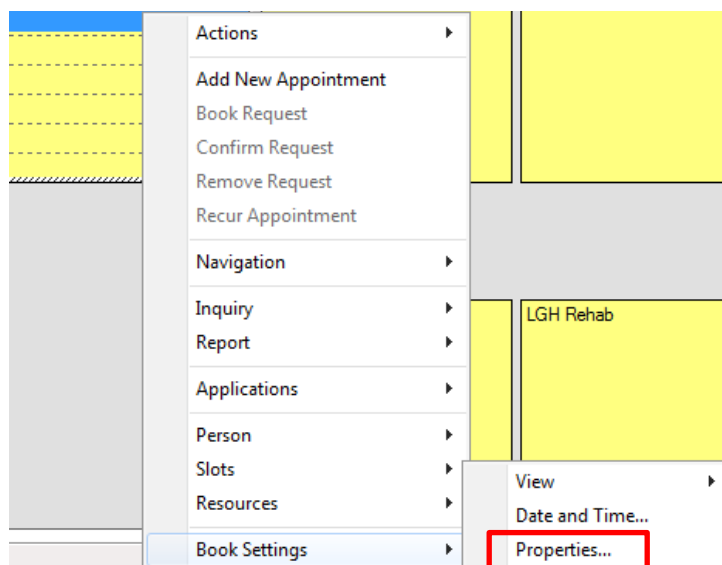 Actions
Add New Appointment
Book Request
Confirm Request
Remove Request
Recur Appointment
Navigation
Inquiry
Report
Applications
Person
Slots
Resources
Book Settings
LGH Rehab
View
Date and Time...
Properties...